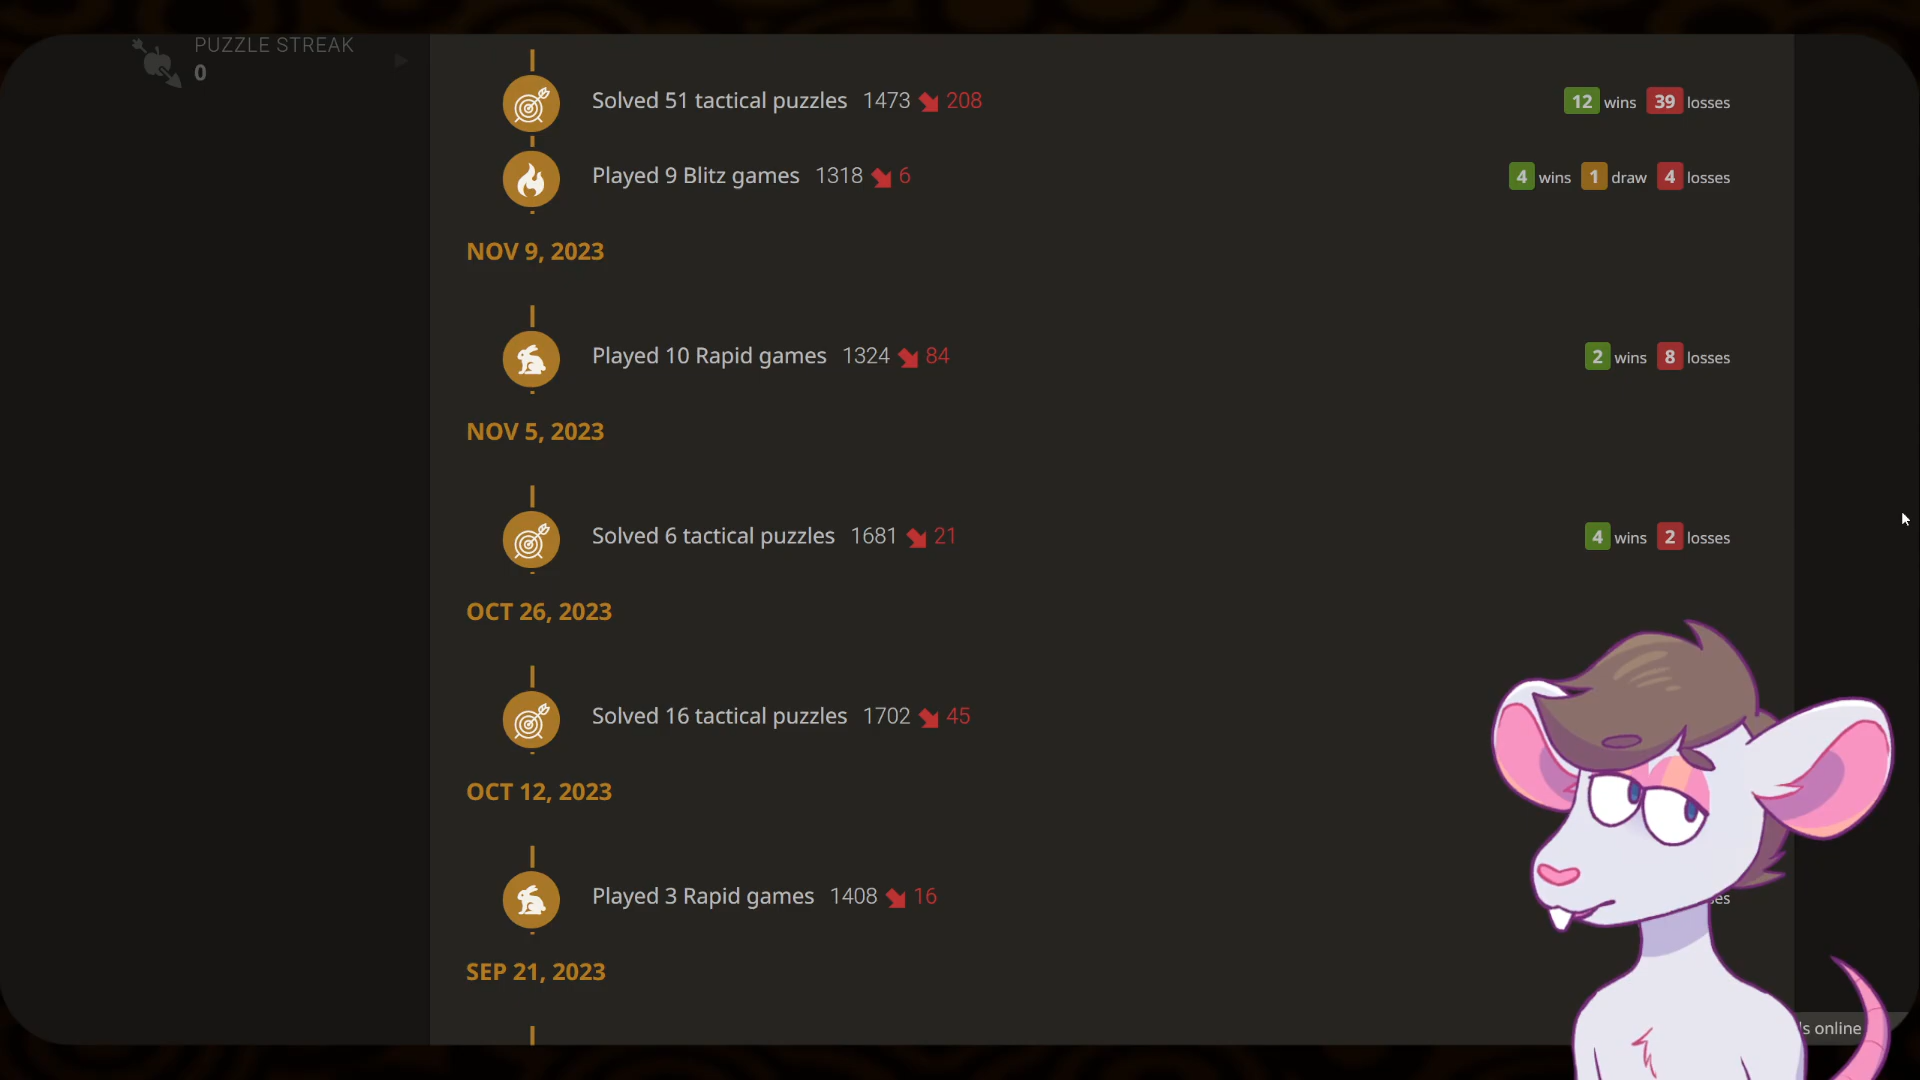 PUZZLE STREAK
0
Solved 51 tactical puzzles 1473 208 12 wins 39 losses
Played 9 Blitz games 1318 6 4 wins 1 draw 4 losses
NOV 9, 2023
Played 10 Rapid games 1324 84 2 wins 8 losses
NOV 5, 2023
Solved 6 tactical puzzles 1681 21 4 wins 2 losses
OCT 26, 2023
Solved 16 tactical puzzles 1702 45
OCT 12, 2023
Played 3 Rapid games 1408 16
SEP 21, 2023
online